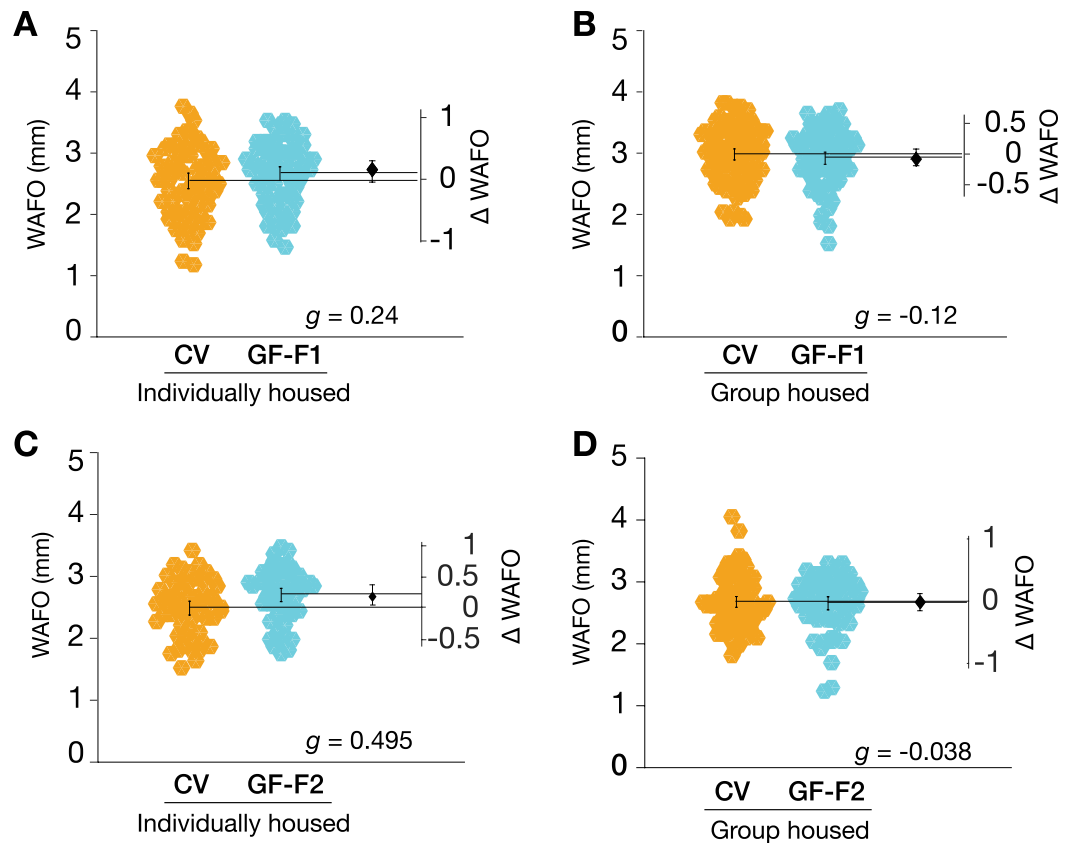 A
WAFO (mm)
5
4
3
2
1
0
1
0
-1
Δ WAFO
g = 0.24
CV GF-F1
Individually housed
B
WAFO (mm)
5
4
3
2
1
0
0.5
0
-0.5
Δ WAFO
g = -0.12
CV GF-F1
Group housed
C
WAFO (mm)
5
4
3
2
1
0
1
0.5
0
-0.5
Δ WAFO
g = 0.495
CV GF-F2
Individually housed
D
WAFO (mm)
5
4
3
2
1
0
1
0
-1
Δ WAFO
g = -0.038
CV GF-F2
Group housed